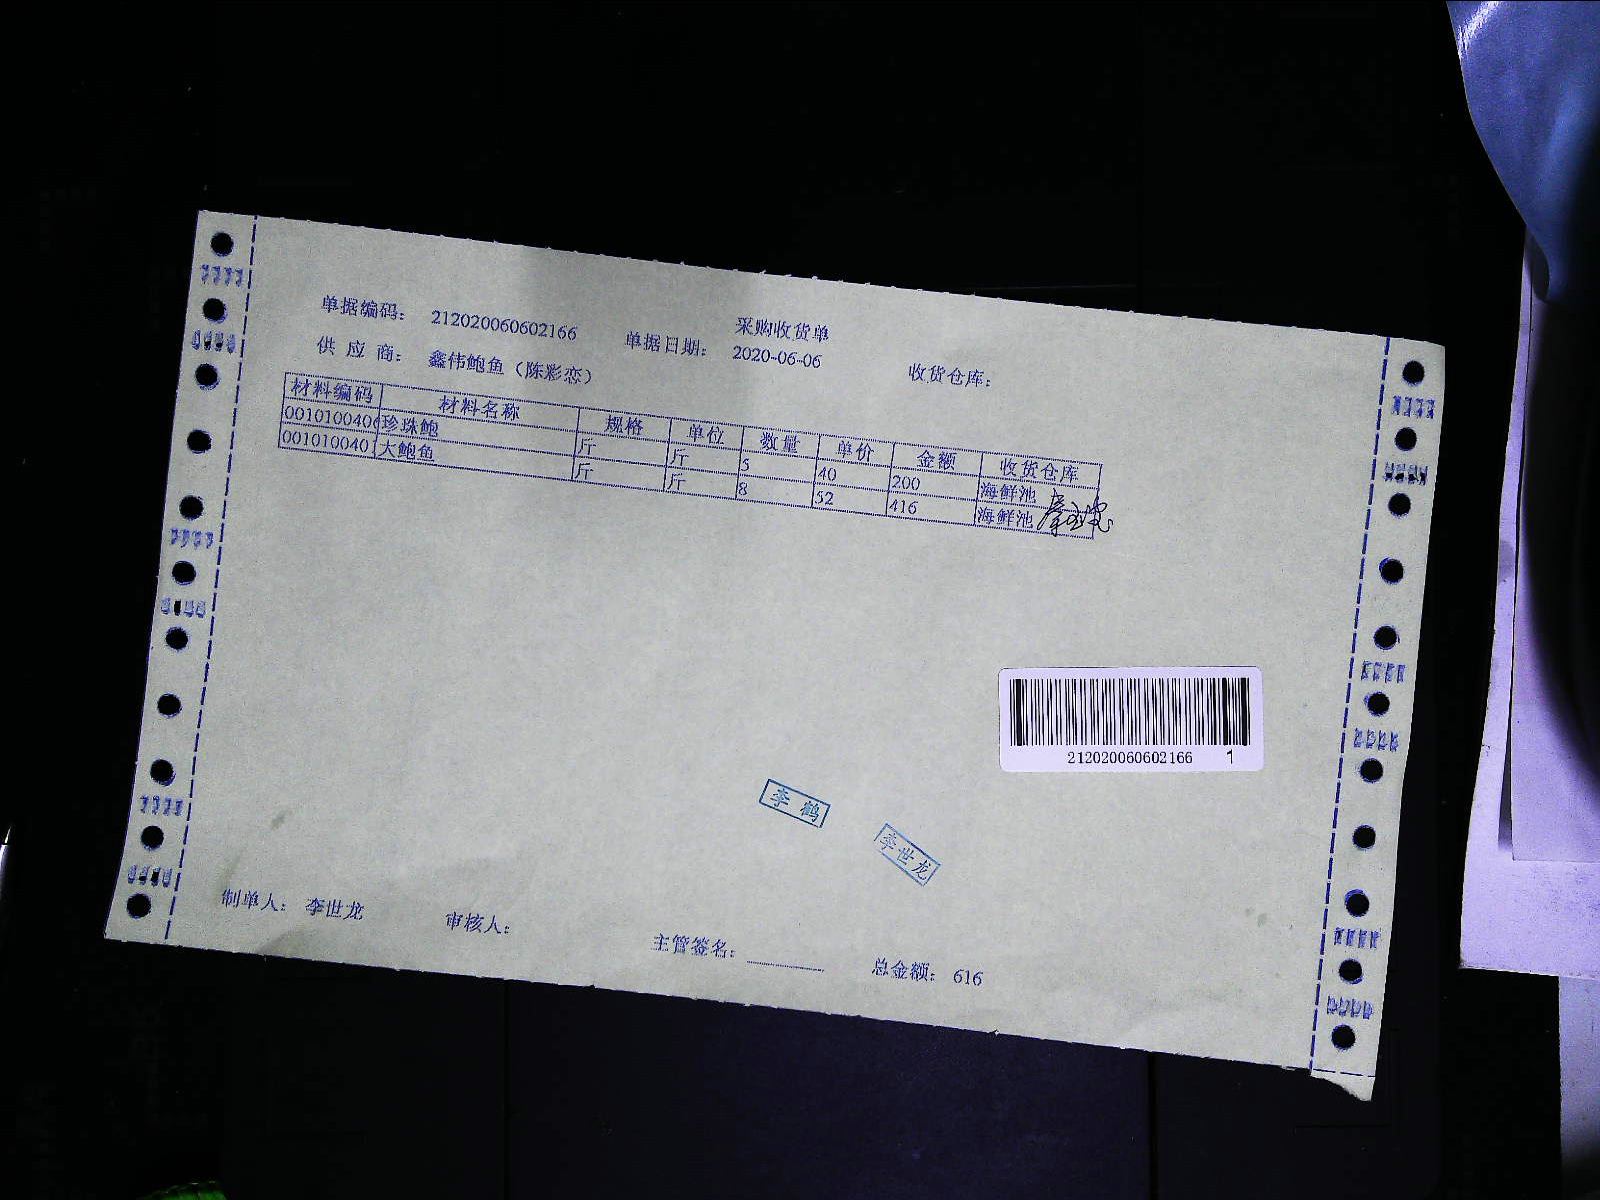 采购收货单
单据编码： 212020060602166 单据日期： 2020-06-06 收货仓库：
供 应 商： 鑫伟鲍鱼（陈彩恋）
材料编码 材料名称 规格 单位 数量 单价 金额 收货仓库
0010100406 珍珠鲍 斤 斤 5 40 200 海鲜池
001010040 大鲍鱼 斤 斤 8 52 416 海鲜池
212020060602166 1
李鹤
李世龙
制单人： 李世龙 审核人： 主管签名： 总金额： 616